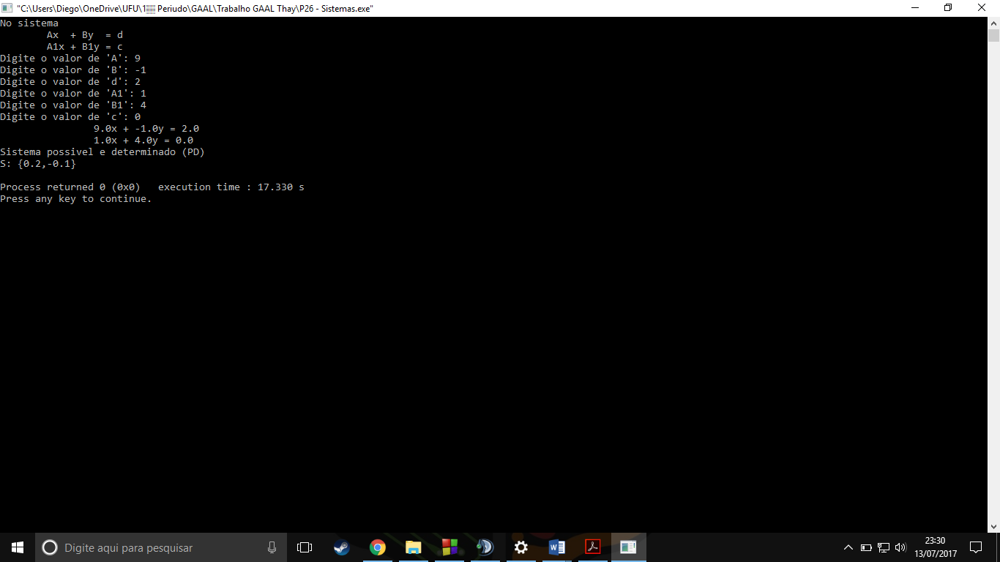 "C:\Users\Diego\OneDrive\UFU\1 Periudo\GAAL\Trabalho GAAL Thay\P26 - Sistemas.exe"
No sistema
Ax + By = d
A1x + B1y = c
Digite o valor de 'A': 9
Digite o valor de 'B': -1
Digite o valor de 'd': 2
Digite o valor de 'A1': 1
Digite o valor de 'B1': 4
Digite o valor de 'c': 0
9.0x + -1.0y = 2.0
1.0x + 4.0y = 0.0
Sistema possivel e determinado (PD)
S: {0.2,-0.1}
Process returned 0 (0x0) execution time : 17.330 s
Press any key to continue.
Digite aqui para pesquisar
23:30
13/07/2017